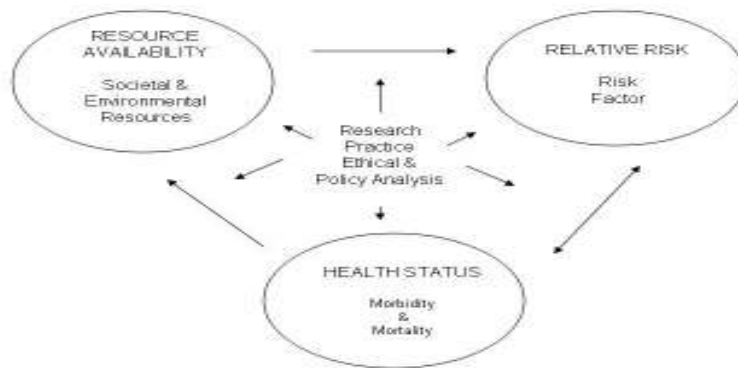 RESOURCE
AVAILABILITY
Societal &
Environmental
Resources
RELATIVE RISK
Risk
Factor
Research
Practice
Ethical &
Policy Analysis
HEALTH STATUS
Morbidity
&
Mortality